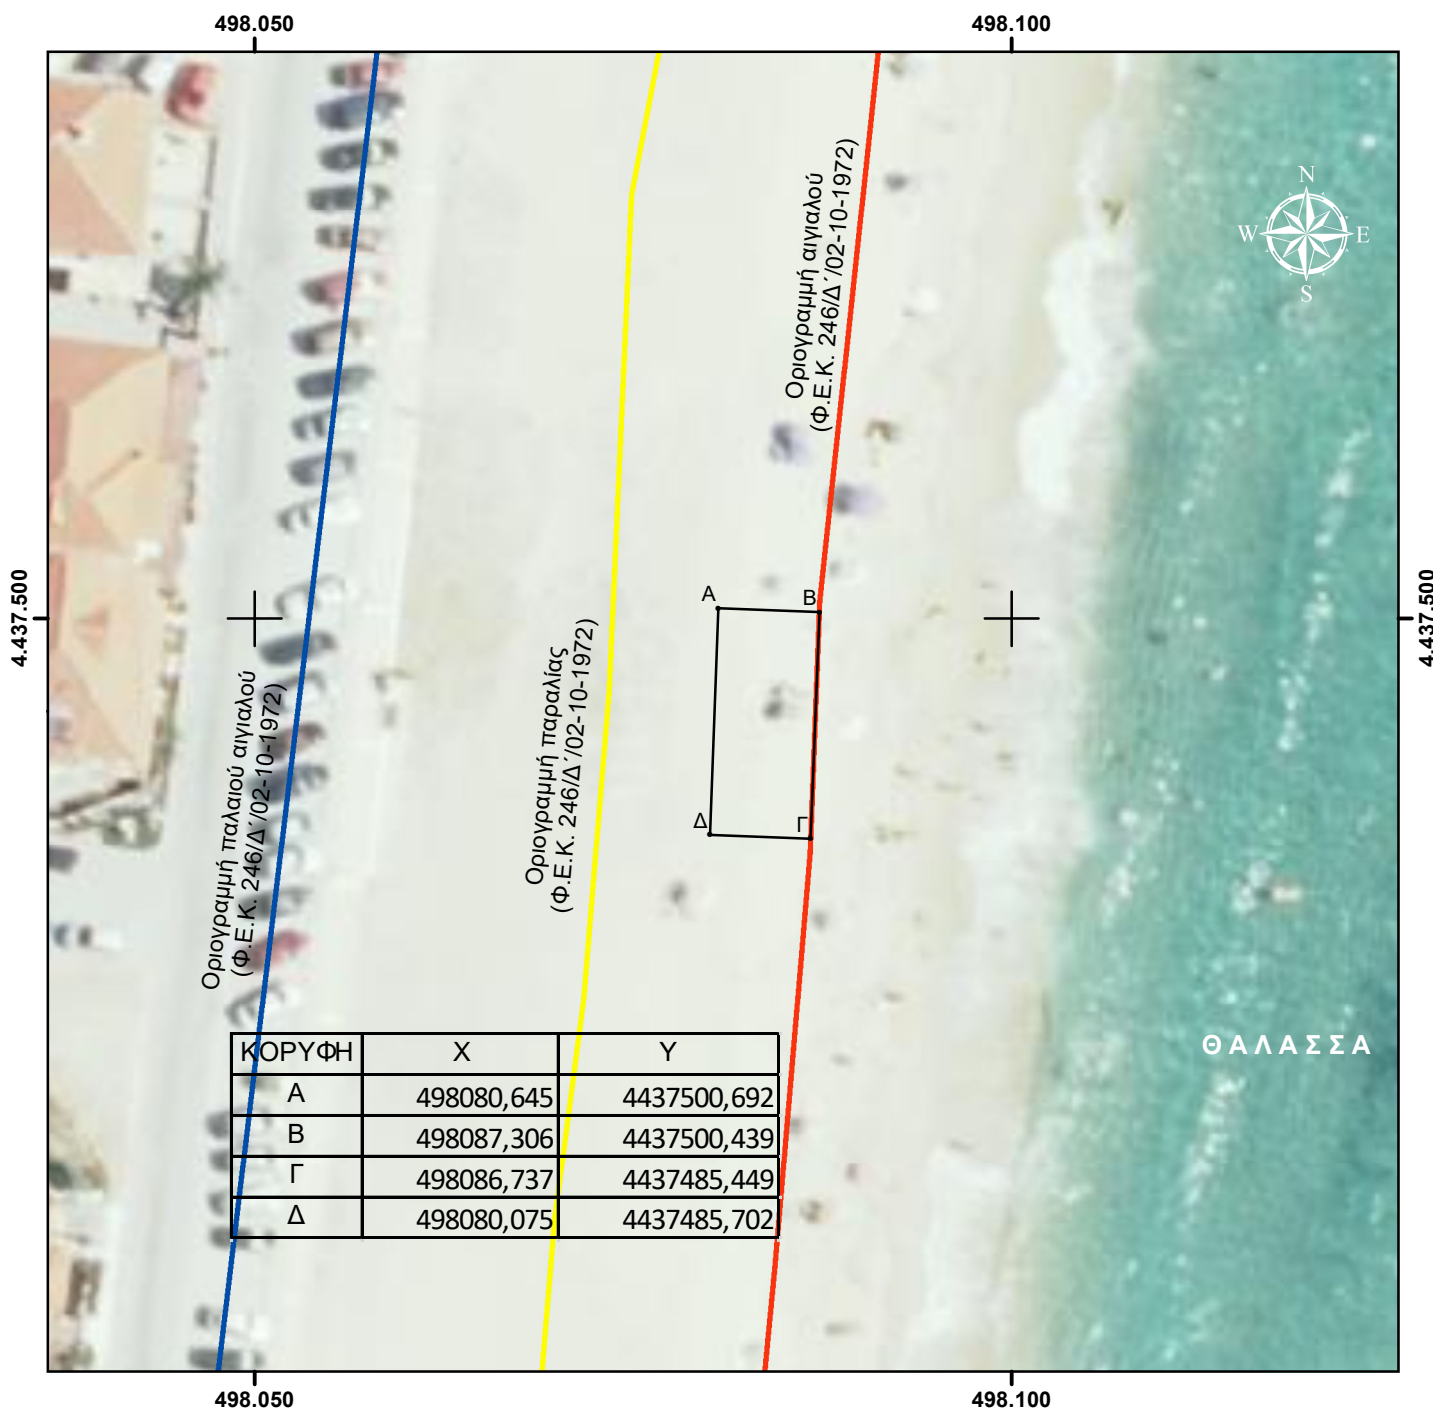 498.050
498.100
N
W E
S
Οριογραμμή αιγιαλού
(Φ.Ε.Κ. 246/Δ΄/02-10-1972)
4.437.500
4.437.500
Α
Β
Οριογραμμή παλαιού αιγιαλού
(Φ.Ε.Κ. 246/Δ΄/02-10-1972)
Οριογραμμή παραλίας
(Φ.Ε.Κ. 246/Δ΄/02-10-1972)
Δ
Γ
ΘΑΛΑΣΣΑ
ΚΟΡΥΦΗ Χ Υ
Α 498080,645 4437500,692
Β 498087,306 4437500,439
Γ 498086,737 4437485,449
Δ 498080,075 4437485,702
498.050
498.100